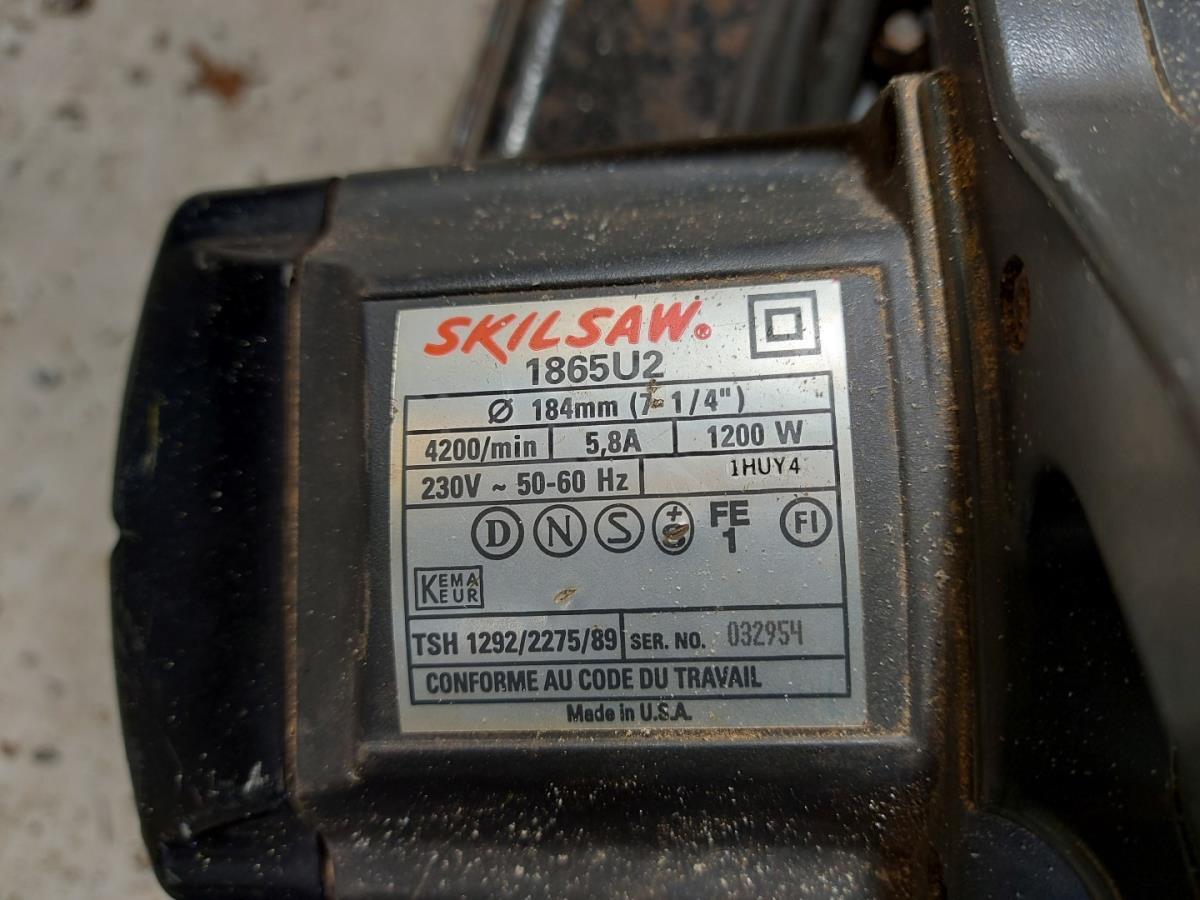 SKILSAW®
1865U2
Ø 184mm (7-1/4")
4200/min 5,8A 1200 W
230V ~ 50-60 Hz 1HUY4
D N S + S FE 1 FI
KEMA KEUR
TSH 1292/2275/89 SER. NO. 032954
CONFORME AU CODE DU TRAVAIL
Made in U.S.A.